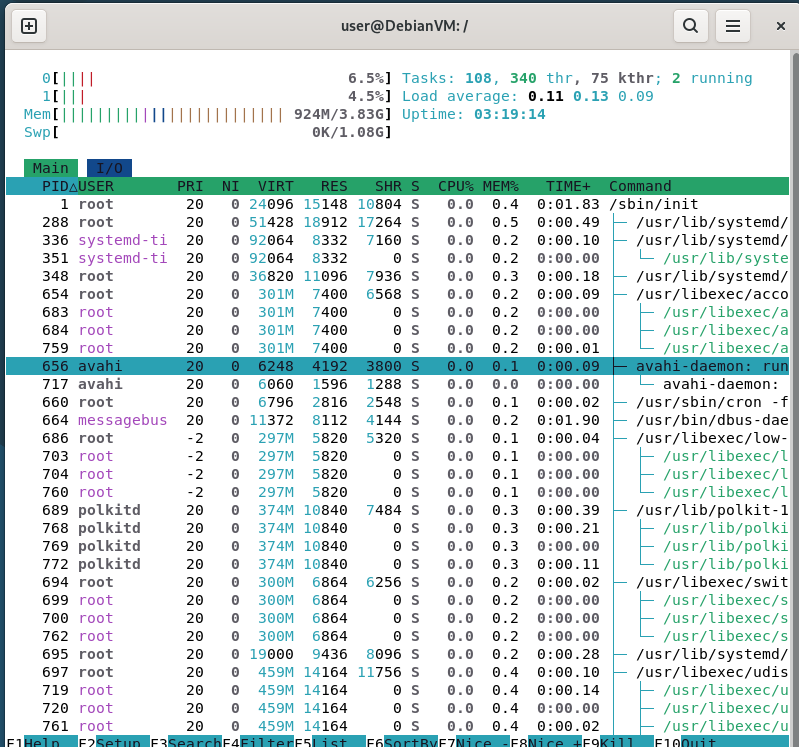 user@DebianVM: /
0[|||| 6.5%] Tasks: 108, 340 thr, 75 kthr; 2 running
1[||| 4.5%] Load average: 0.11 0.13 0.09
Mem[||||||||||||||||||||||||| 924M/3.83G] Uptime: 03:19:14
Swp[ 0K/1.08G]
Main I/O
PID△USER PRI NI VIRT RES SHR S CPU% MEM% TIME+ Command
1 root 20 0 24096 15148 10804 S 0.0 0.4 0:01.83 /sbin/init
288 root 20 0 51428 18912 17264 S 0.0 0.5 0:00.49 ├─ /usr/lib/systemd/
336 systemd-ti 20 0 92064 8332 7160 S 0.0 0.2 0:00.10 ├─ /usr/lib/systemd/
351 systemd-ti 20 0 92064 8332 0 S 0.0 0.2 0:00.00 │ └─ /usr/lib/syste
348 root 20 0 36820 11096 7936 S 0.0 0.3 0:00.18 ├─ /usr/lib/systemd/
654 root 20 0 301M 7400 6568 S 0.0 0.2 0:00.09 ├─ /usr/libexec/acco
683 root 20 0 301M 7400 0 S 0.0 0.2 0:00.00 │ ├─ /usr/libexec/a
684 root 20 0 301M 7400 0 S 0.0 0.2 0:00.00 │ ├─ /usr/libexec/a
759 root 20 0 301M 7400 0 S 0.0 0.2 0:00.01 │ └─ /usr/libexec/a
656 avahi 20 0 6248 4192 3800 S 0.0 0.1 0:00.09 ├─ avahi-daemon: run
717 avahi 20 0 6060 1596 1288 S 0.0 0.0 0:00.00 │ └─ avahi-daemon:
660 root 20 0 6796 2816 2548 S 0.0 0.1 0:00.02 ├─ /usr/sbin/cron -f
664 messagebus 20 0 11372 8112 4144 S 0.0 0.2 0:01.90 ├─ /usr/bin/dbus-dae
686 root -2 0 297M 5820 5320 S 0.0 0.1 0:00.04 ├─ /usr/libexec/low-
703 root -2 0 297M 5820 0 S 0.0 0.1 0:00.00 │ ├─ /usr/libexec/l
704 root -2 0 297M 5820 0 S 0.0 0.1 0:00.00 │ ├─ /usr/libexec/l
760 root -2 0 297M 5820 0 S 0.0 0.1 0:00.00 │ └─ /usr/libexec/l
689 polkitd 20 0 374M 10840 7484 S 0.0 0.3 0:00.39 ├─ /usr/lib/polkit-1
768 polkitd 20 0 374M 10840 0 S 0.0 0.3 0:00.21 │ ├─ /usr/lib/polki
769 polkitd 20 0 374M 10840 0 S 0.0 0.3 0:00.00 │ ├─ /usr/lib/polki
772 polkitd 20 0 374M 10840 0 S 0.0 0.3 0:00.11 │ └─ /usr/lib/polki
694 root 20 0 300M 6864 6256 S 0.0 0.2 0:00.02 ├─ /usr/libexec/swit
699 root 20 0 300M 6864 0 S 0.0 0.2 0:00.00 │ ├─ /usr/libexec/s
700 root 20 0 300M 6864 0 S 0.0 0.2 0:00.00 │ ├─ /usr/libexec/s
762 root 20 0 300M 6864 0 S 0.0 0.2 0:00.00 │ └─ /usr/libexec/s
695 root 20 0 19000 9436 8096 S 0.0 0.2 0:00.28 ├─ /usr/lib/systemd/
697 root 20 0 459M 14164 11756 S 0.0 0.4 0:00.10 ├─ /usr/libexec/udis
719 root 20 0 459M 14164 0 S 0.0 0.4 0:00.14 │ ├─ /usr/libexec/u
720 root 20 0 459M 14164 0 S 0.0 0.4 0:00.00 │ ├─ /usr/libexec/u
761 root 20 0 459M 14164 0 S 0.0 0.4 0:00.02 │ ├─ /usr/libexec/u
F1Help F2Setup F3SearchF4FilterF5List F6SortByF7Nice -F8Nice +F9Kill F10Quit